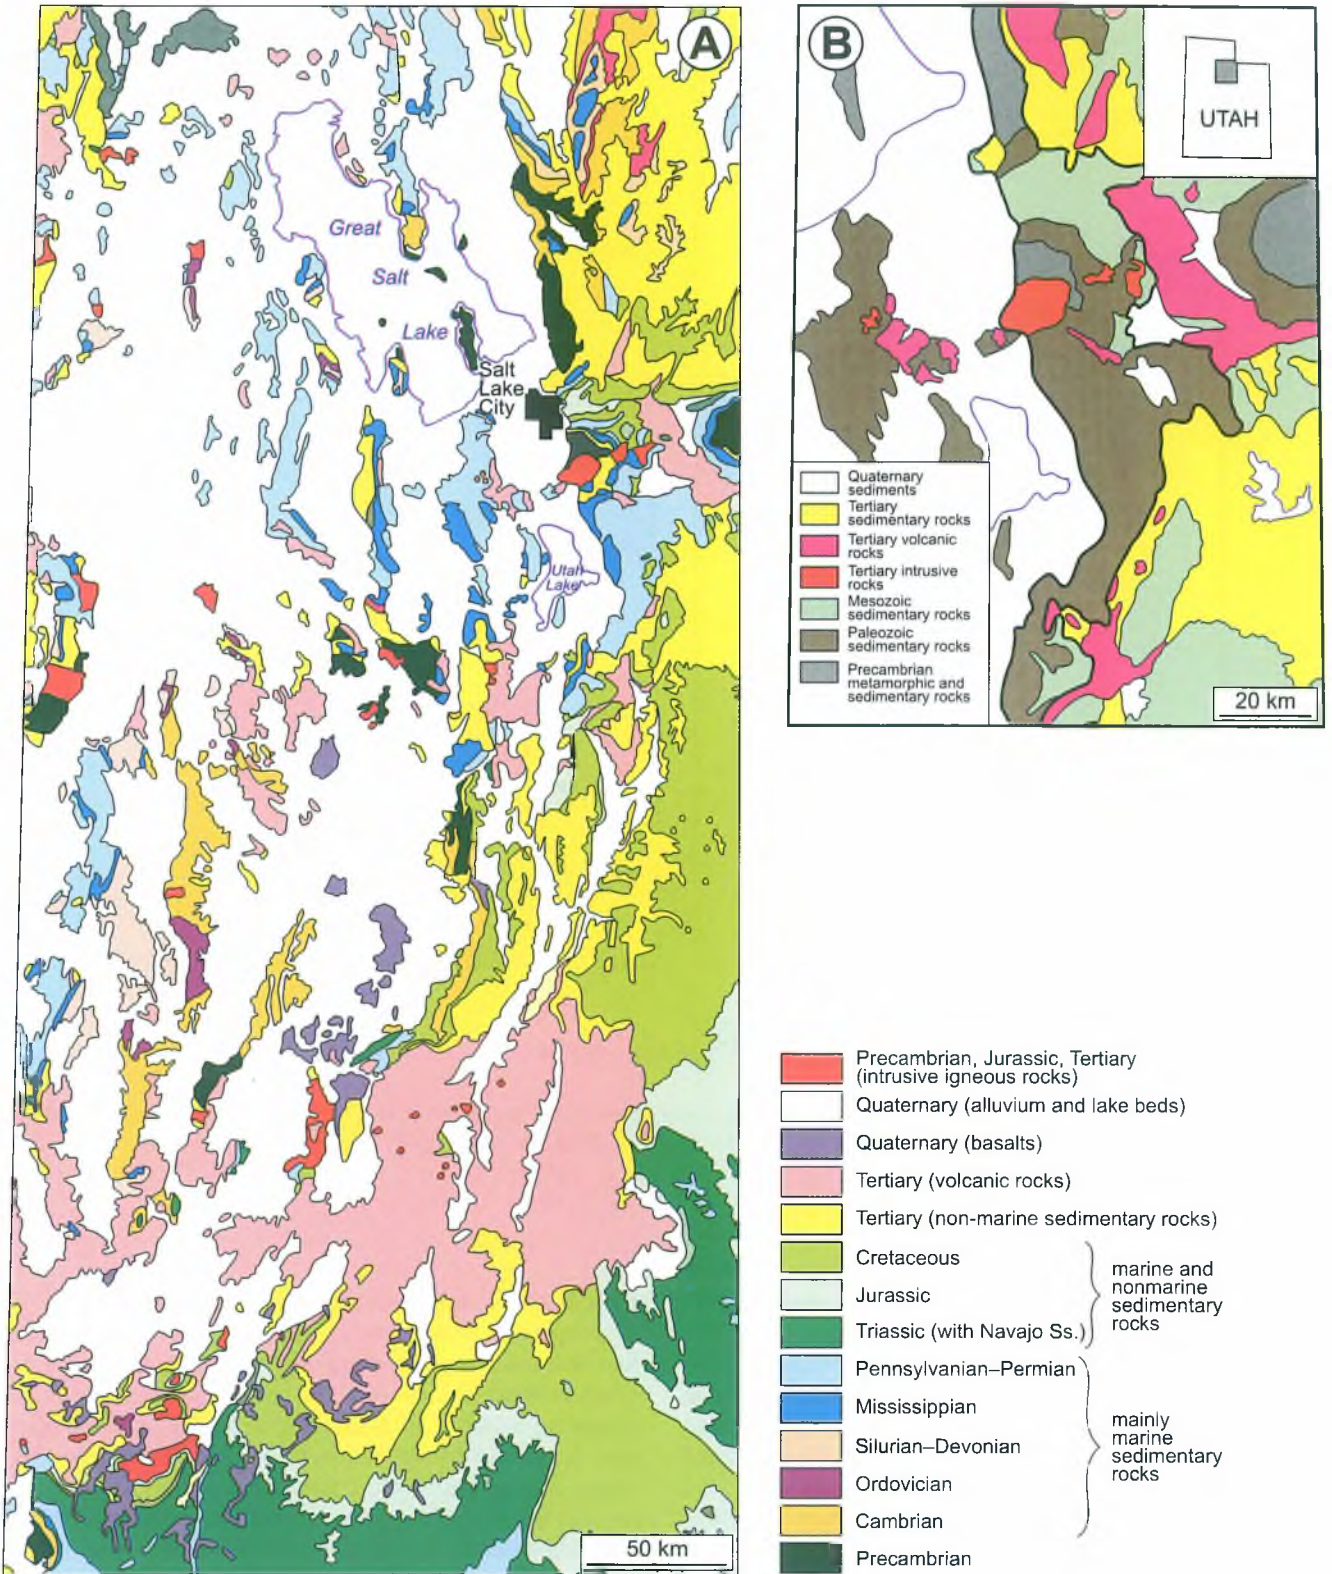 A
Great
Salt
Lake
Salt
Lake
City
Utah
Lake
50 km
B
UTAH
Quaternary
sediments
Tertiary
sedimentary rocks
Tertiary volcanic
rocks
Tertiary intrusive
rocks
Mesozoic
sedimentary rocks
Paleozoic
sedimentary rocks
Precambrian
metamorphic and
sedimentary rocks
20 km
Precambrian, Jurassic, Tertiary
(intrusive igneous rocks)
Quaternary (alluvium and lake beds)
Quaternary (basalts)
Tertiary (volcanic rocks)
Tertiary (non-marine sedimentary rocks)
Cretaceous
Jurassic
Triassic (with Navajo Ss.)
marine and
nonmarine
sedimentary
rocks
Pennsylvanian–Permian
Mississippian
Silurian–Devonian
Ordovician
Cambrian
mainly
marine
sedimentary
rocks
Precambrian